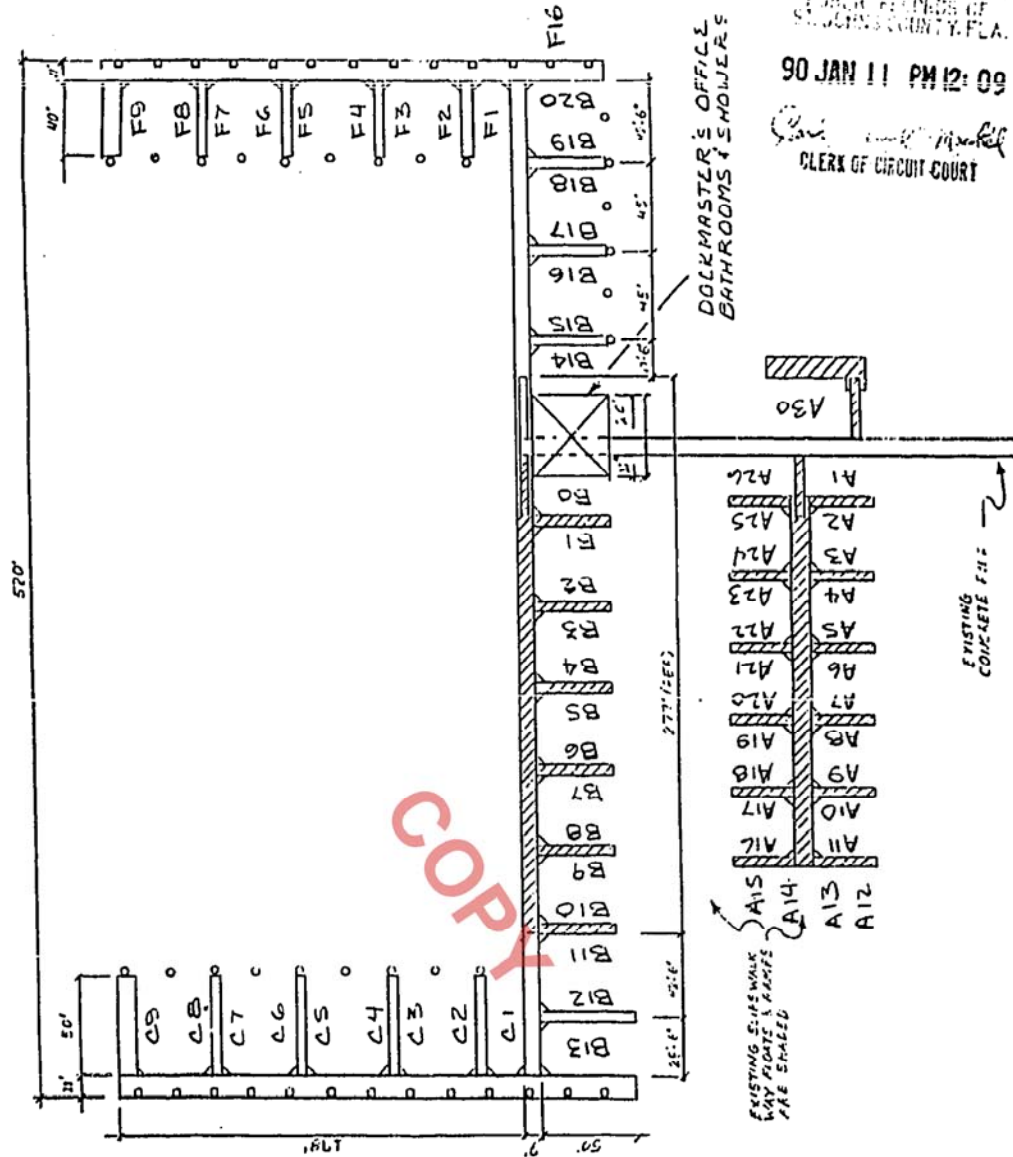 ST. JOHNS COUNTY, FLA.
90 JAN 11 PM 12: 09
CLERK OF CIRCUIT COURT
520'
11'
40'
F16
F9
F8
F7
F6
F5
F4
F3
F2
F1
B20
B19
B18
B17
B16
B15
B14
45'
45'
DOCKMASTER'S OFFICE
BATHROOMS & SHOWERS
B0
B1
B2
B3
B4
B5
B6
B7
B8
B9
B10
B11
B12
B13
A30
A26
A25
A24
A23
A22
A21
A20
A19
A18
A17
A16
A15
A14
A13
A12
A1
A2
A3
A4
A5
A6
A7
A8
A9
A10
A11
EXISTING
CONCRETE
EXISTING
WAY FLOATS & RAMPS
ARE SHADED
COPY
C9
C8
C7
C6
C5
C4
C3
C2
C1
50'
11'
50'